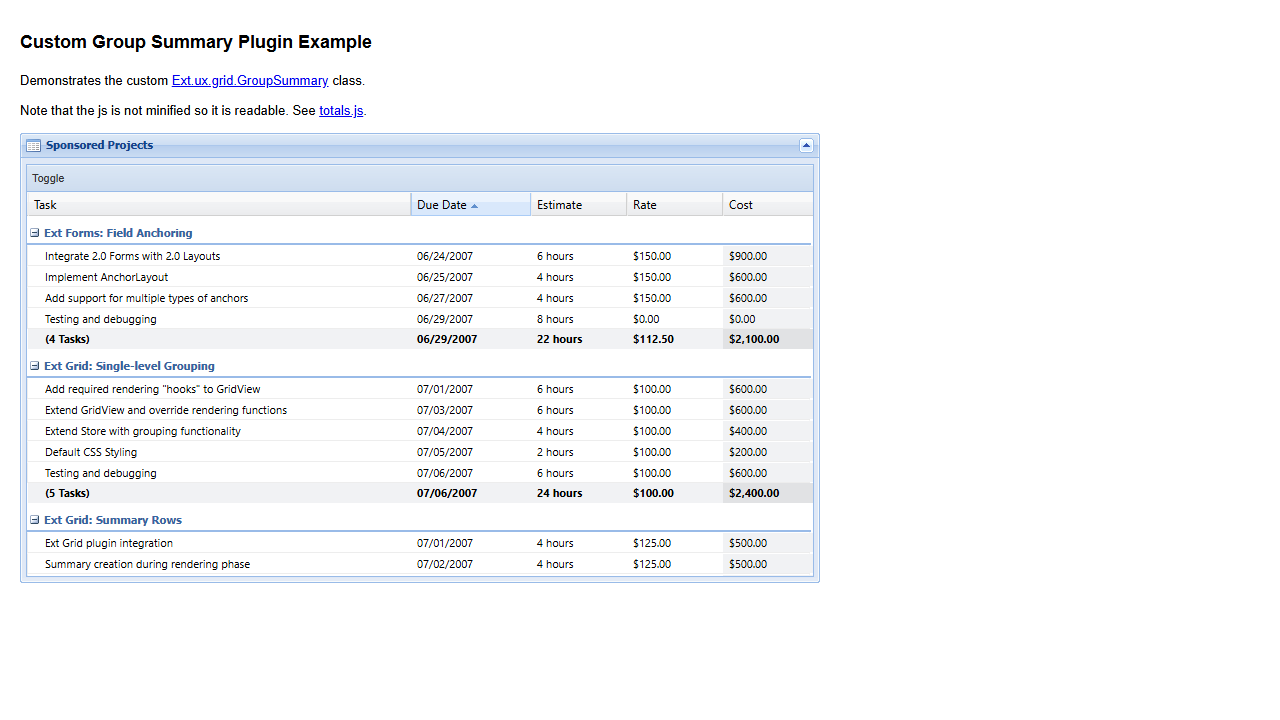 Custom Group Summary Plugin Example
Demonstrates the custom Ext.ux.grid.GroupSummary class.
Note that the js is not minified so it is readable. See totals.js.
Sponsored Projects
Toggle
Task Due Date Estimate Rate Cost
Ext Forms: Field Anchoring
Integrate 2.0 Forms with 2.0 Layouts 06/24/2007 6 hours $150.00 $900.00
Implement AnchorLayout 06/25/2007 4 hours $150.00 $600.00
Add support for multiple types of anchors 06/27/2007 4 hours $150.00 $600.00
Testing and debugging 06/29/2007 8 hours $0.00 $0.00
(4 Tasks) 06/29/2007 22 hours $112.50 $2,100.00
Ext Grid: Single-level Grouping
Add required rendering "hooks" to GridView 07/01/2007 6 hours $100.00 $600.00
Extend GridView and override rendering functions 07/03/2007 6 hours $100.00 $600.00
Extend Store with grouping functionality 07/04/2007 4 hours $100.00 $400.00
Default CSS Styling 07/05/2007 2 hours $100.00 $200.00
Testing and debugging 07/06/2007 6 hours $100.00 $600.00
(5 Tasks) 07/06/2007 24 hours $100.00 $2,400.00
Ext Grid: Summary Rows
Ext Grid plugin integration 07/01/2007 4 hours $125.00 $500.00
Summary creation during rendering phase 07/02/2007 4 hours $125.00 $500.00